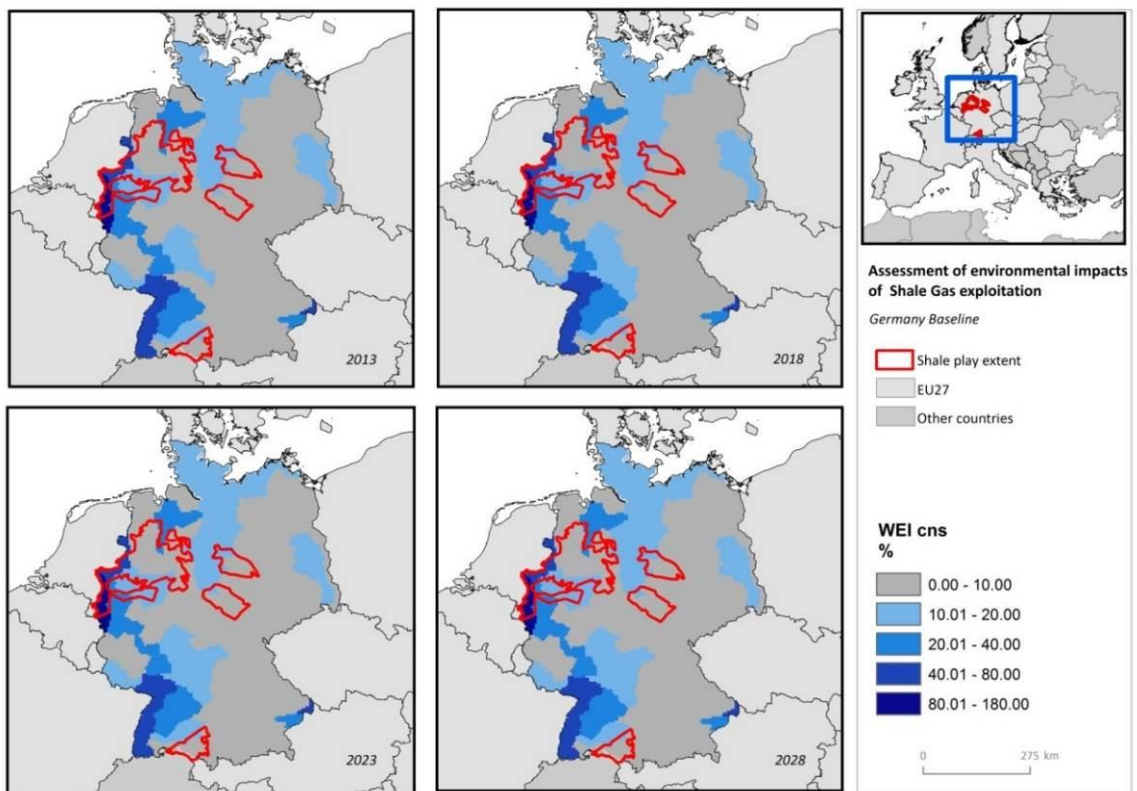 2013
2018
2023
2028
Assessment of environmental impacts
of Shale Gas exploitation
Germany Baseline
Shale play extent
EU27
Other countries
WEI cns
%
0.00 - 10.00
10.01 - 20.00
20.01 - 40.00
40.01 - 80.00
80.01 - 180.00
0 275 km